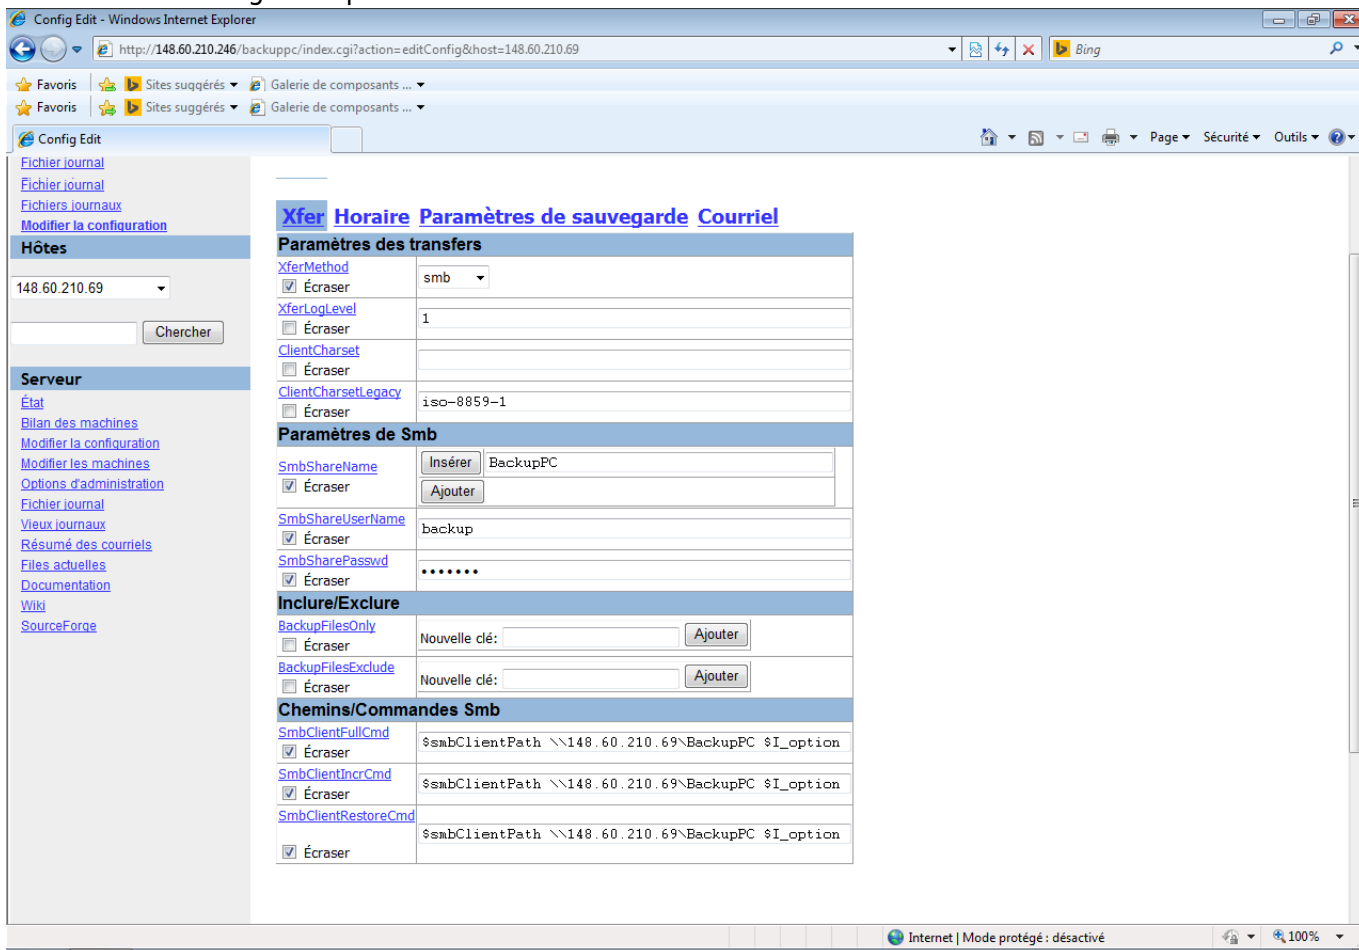 Config Edit - Windows Internet Explorer
http://148.60.210.246/backuppc/index.cgi?action=editConfig&host=148.60.210.69
Bing
Favoris Sites suggérés Galerie de composants ...
Favoris Sites suggérés Galerie de composants ...
Config Edit
Page Sécurité Outils
Fichier journal
Fichier journal
Fichiers journaux
Modifier la configuration
Hôtes
148.60.210.69
Chercher
Serveur
État
Bilan des machines
Modifier la configuration
Modifier les machines
Options d'administration
Fichier journal
Vieux journaux
Résumé des courriels
Files actuelles
Documentation
Wiki
SourceForge
Xfer Horaire Paramètres de sauvegarde Courriel
Paramètres des transfers
XferMethod
Écraser
smb
XferLogLevel
Écraser
1
ClientCharset
Écraser
ClientCharsetLegacy
Écraser
iso-8859-1
Paramètres de Smb
SmbShareName
Écraser
Insérer BackupPC
Ajouter
SmbShareUserName
Écraser
backup
SmbSharePasswd
Écraser
•••••••
Inclure/Exclure
BackupFilesOnly
Écraser
Nouvelle clé: Ajouter
BackupFilesExclude
Écraser
Nouvelle clé: Ajouter
Chemins/Commandes Smb
SmbClientFullCmd
Écraser
$smbClientPath \\148.60.210.69\BackupPC $I_option
SmbClientIncrCmd
Écraser
$smbClientPath \\148.60.210.69\BackupPC $I_option
SmbClientRestoreCmd
Écraser
$smbClientPath \\148.60.210.69\BackupPC $I_option
Internet | Mode protégé : désactivé
100%